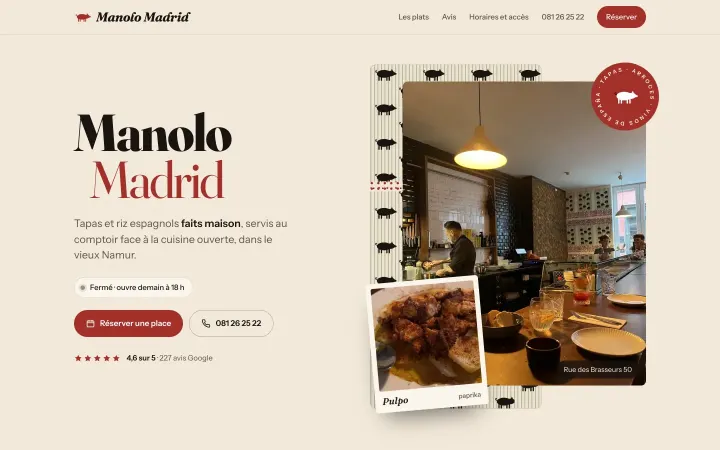 Manolo Madrid
Les plats
Avis
Horaires et accès
081 26 25 22
Réserver
TAPAS · ARROCES · VINOS DE ESPAÑA ·
Manolo
Madrid
Tapas et riz espagnols faits maison, servis au
comptoir face à la cuisine ouverte, dans le
vieux Namur.
Fermé · ouvre demain à 18 h
Réserver une place
081 26 25 22
4,6 sur 5 · 227 avis Google
Rue des Brasseurs 50
Pulpo
paprika